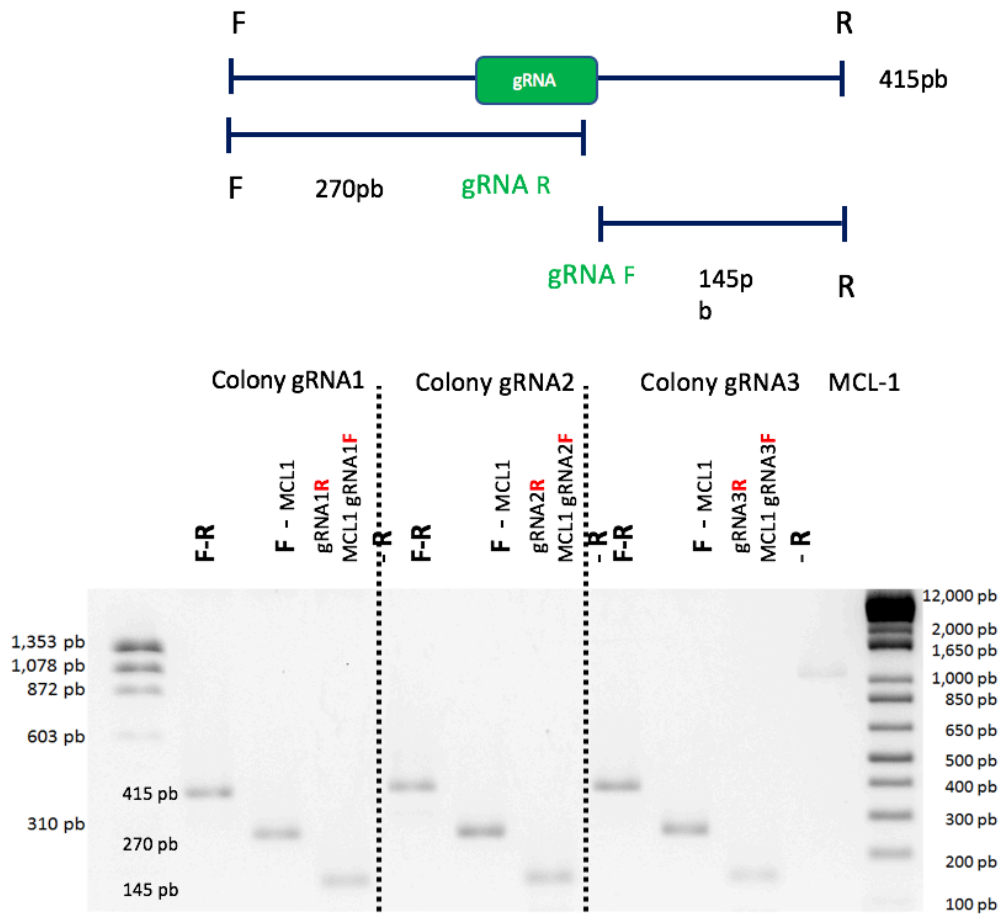 F
R
gRNA
415pb
F
270pb
gRNA R
gRNA F
145p
b
R
Colony gRNA1
Colony gRNA2
Colony gRNA3
MCL-1
F-R
F - MCL1
gRNA1R
MCL1 gRNA1F
- R
F-R
F - MCL1
gRNA2R
MCL1 gRNA2F
- R
F-R
F - MCL1
gRNA3R
MCL1 gRNA3F
- R
1,353 pb
1,078 pb
872 pb
603 pb
415 pb
310 pb
270 pb
145 pb
12,000 pb
2,000 pb
1,650 pb
1,000 pb
850 pb
650 pb
500 pb
400 pb
300 pb
200 pb
100 pb